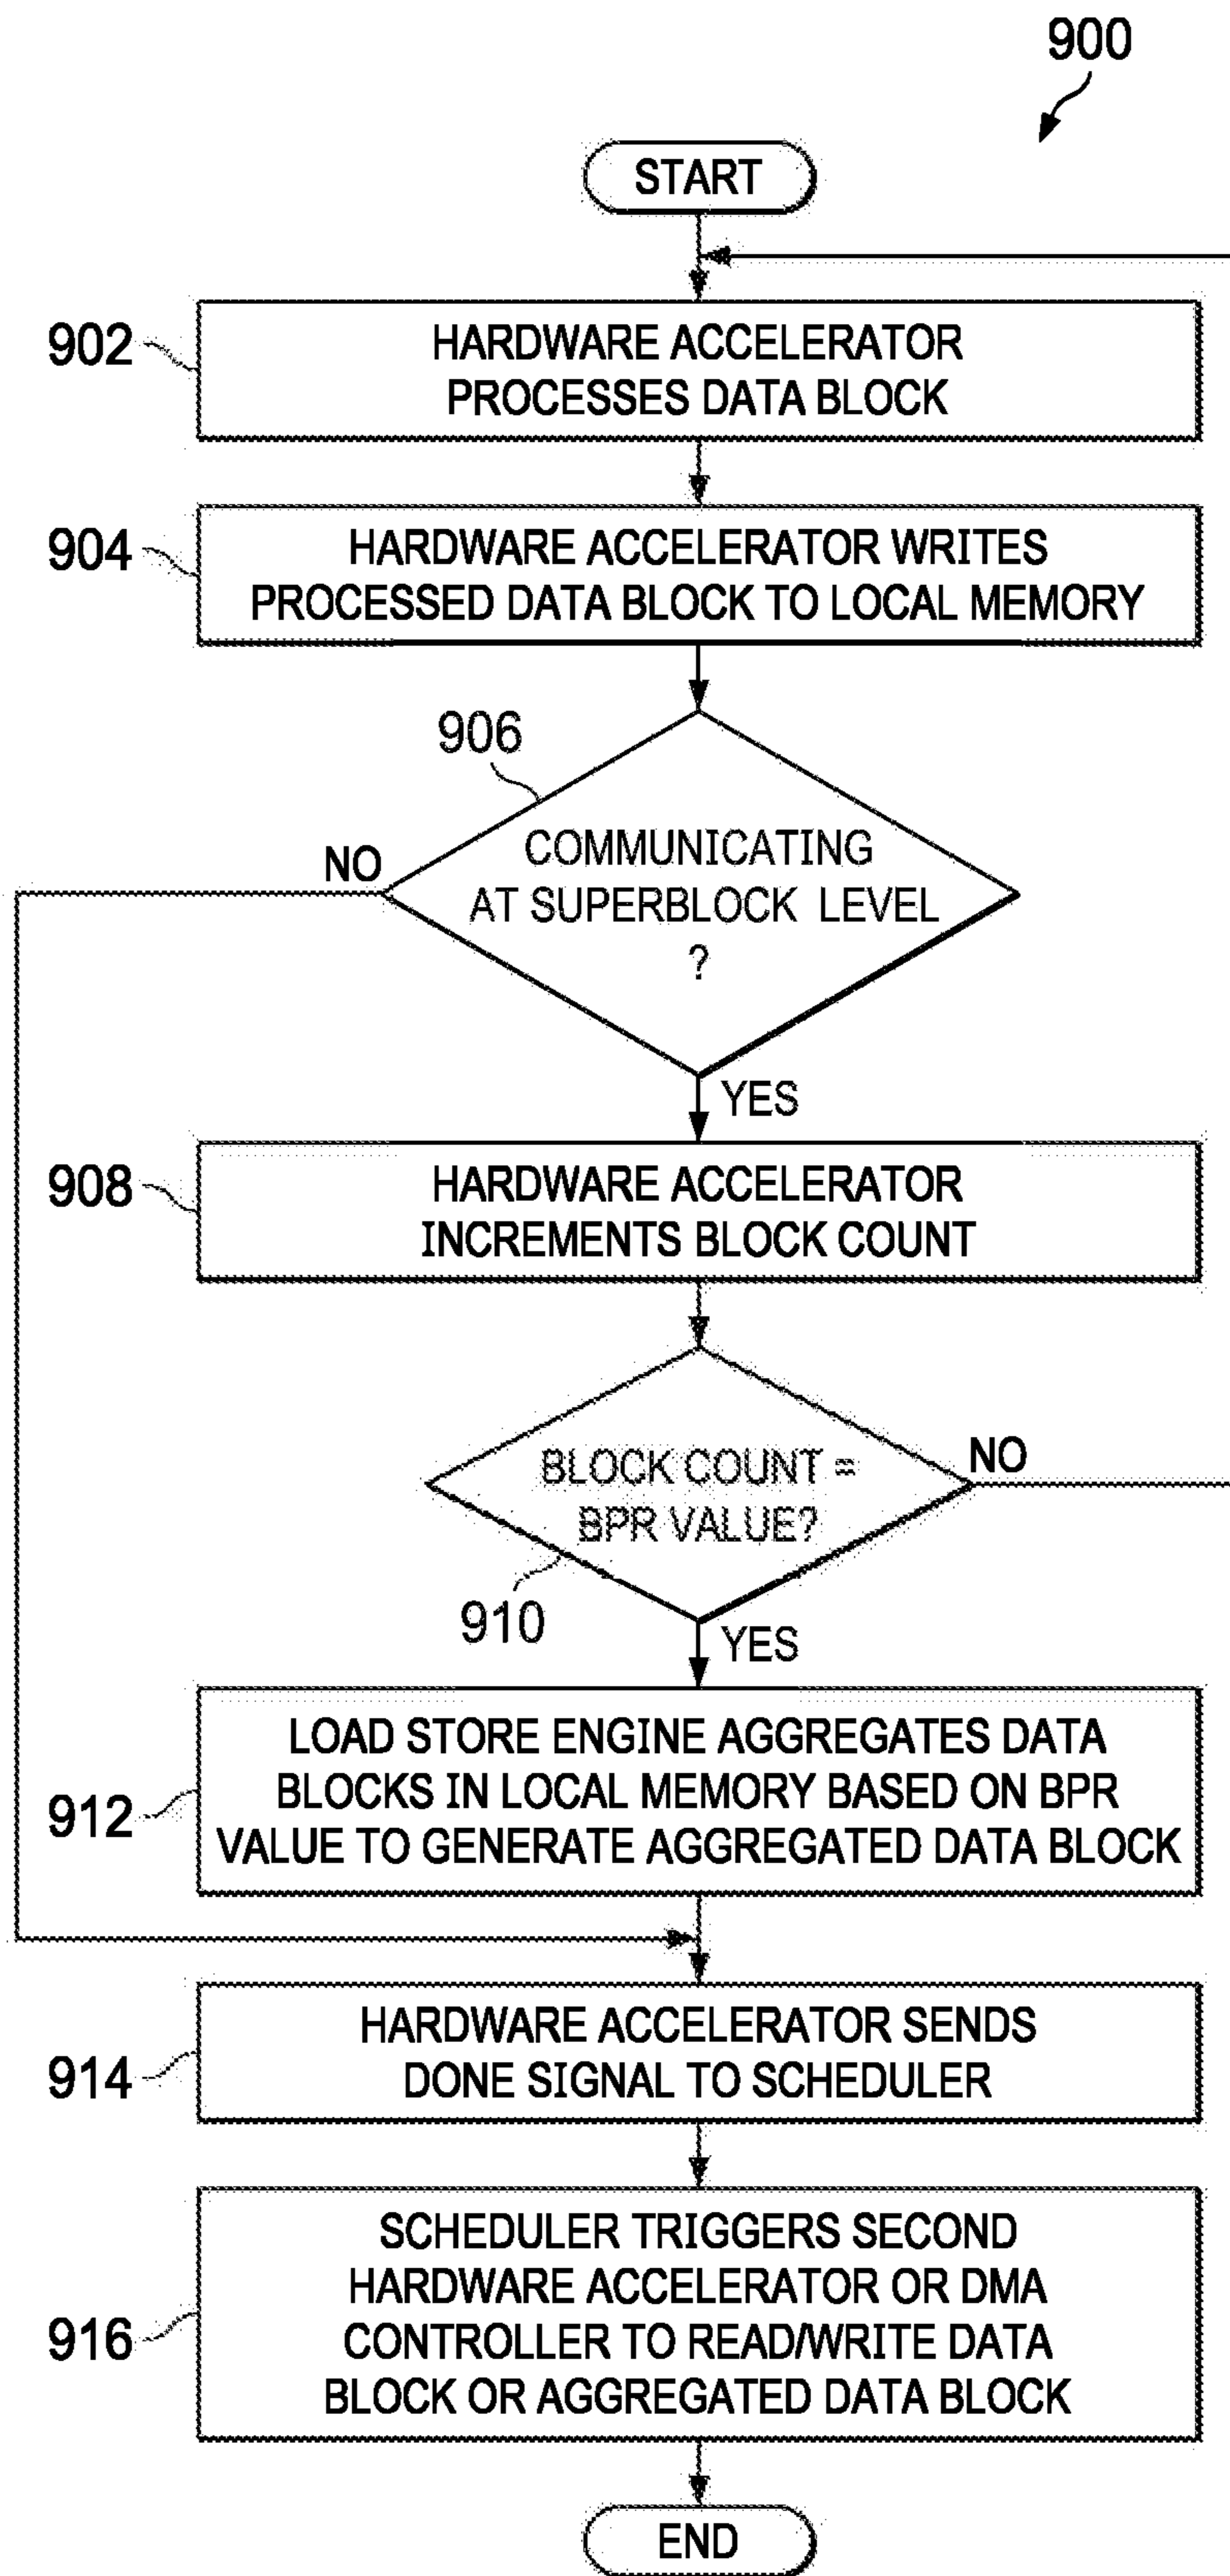 900
START
902
HARDWARE ACCELERATOR
PROCESSES DATA BLOCK
904
HARDWARE ACCELERATOR WRITES
PROCESSED DATA BLOCK TO LOCAL MEMORY
906
COMMUNICATING
AT SUPERBLOCK LEVEL
?
NO
YES
908
HARDWARE ACCELERATOR
INCREMENTS BLOCK COUNT
BLOCK COUNT =
BPR VALUE?
NO
910
YES
912
LOAD STORE ENGINE AGGREGATES DATA
BLOCKS IN LOCAL MEMORY BASED ON BPR
VALUE TO GENERATE AGGREGATED DATA BLOCK
914
HARDWARE ACCELERATOR SENDS
DONE SIGNAL TO SCHEDULER
916
SCHEDULER TRIGGERS SECOND
HARDWARE ACCELERATOR OR DMA
CONTROLLER TO READ/WRITE DATA
BLOCK OR AGGREGATED DATA BLOCK
END